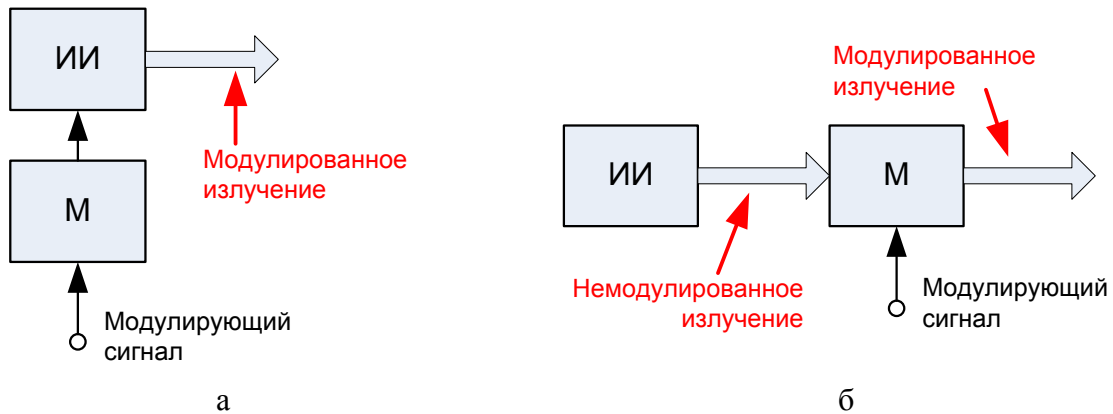 ИИ
Модулированное
излучение
М
Модулирующий
сигнал
а
Модулированное
излучение
ИИ
М
Немодулированное
излучение
Модулирующий
сигнал
б